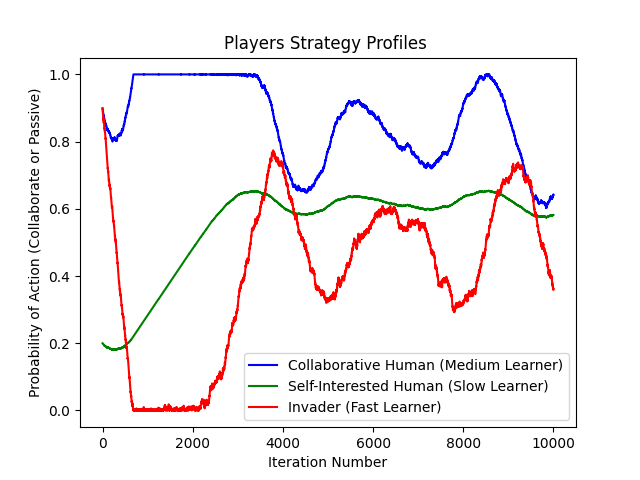 Players Strategy Profiles
Probability of Action (Collaborate or Passive)
1.0
0.8
0.6
0.4
0.2
0.0
Collaborative Human (Medium Learner)
Self-Interested Human (Slow Learner)
Invader (Fast Learner)
0 2000 4000 6000 8000 10000
Iteration Number